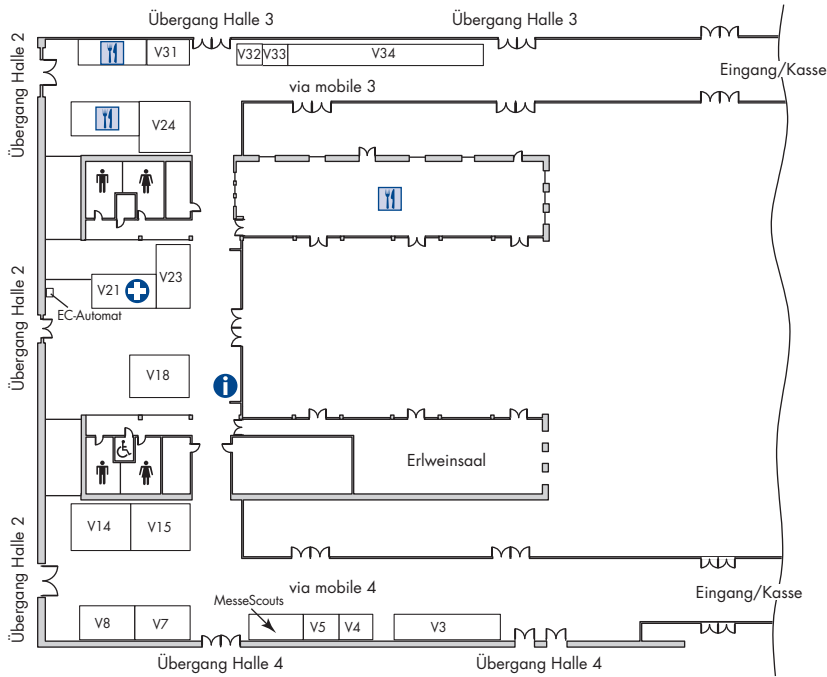 Übergang Halle 3
Übergang Halle 3
Übergang Halle 2
V31
V32
V33
V34
Eingang/Kasse
via mobile 3
V24
Übergang Halle 2
V23
V21
EC-Automat
V18
i
Erlweinsaal
V14
V15
Übergang Halle 2
via mobile 4
Eingang/Kasse
MesseScouts
V8
V7
V5
V4
V3
Übergang Halle 4
Übergang Halle 4